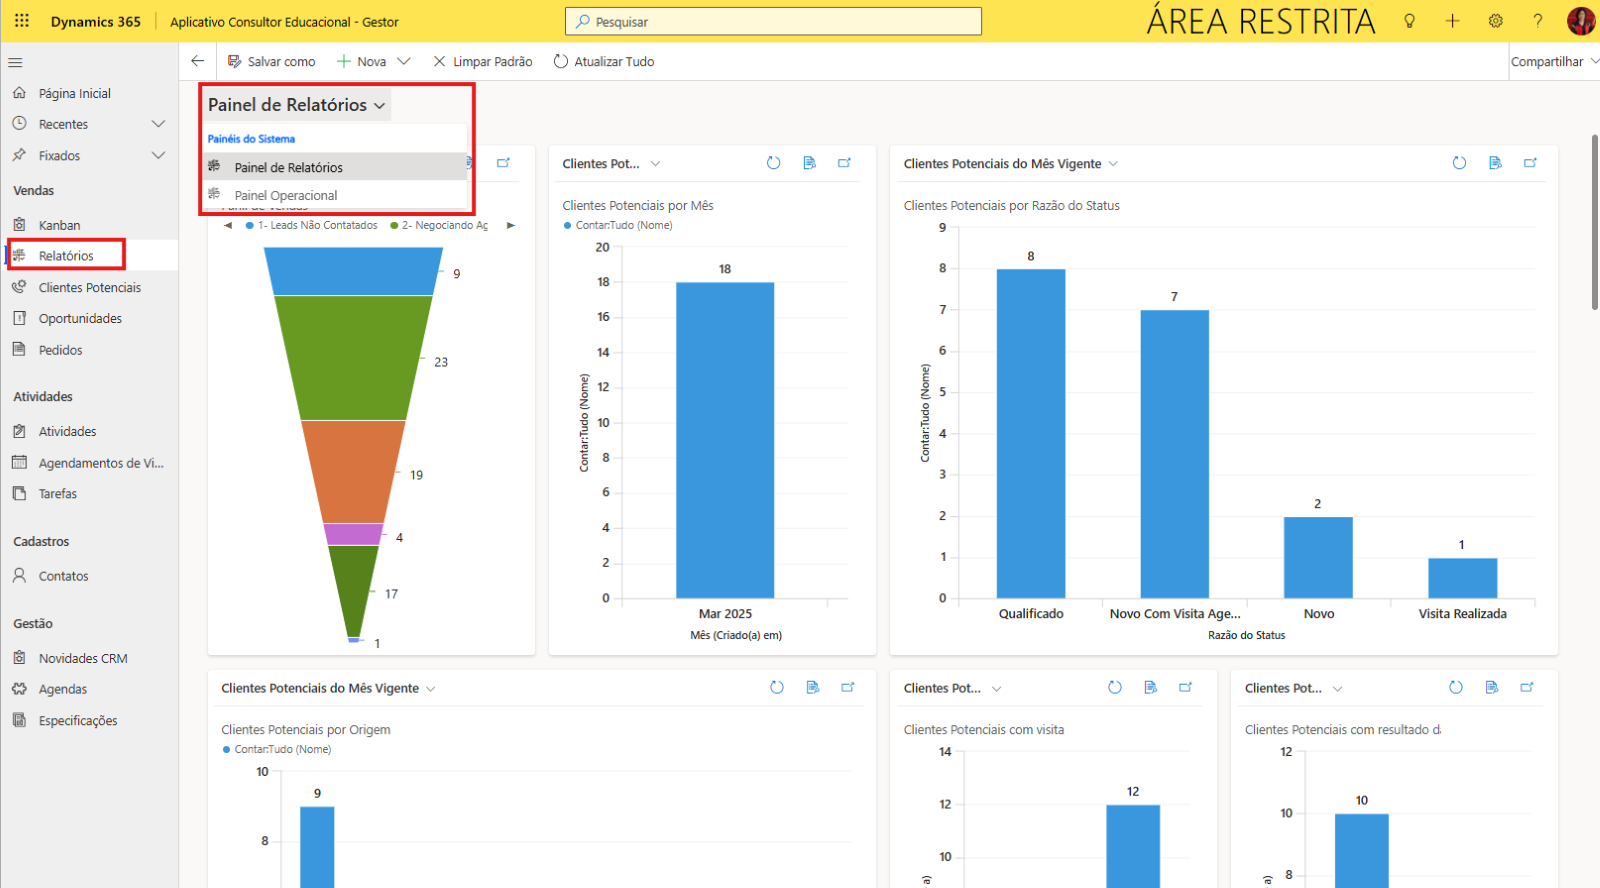 Dynamics 365
Aplicativo Consultor Educacional - Gestor
Pesquisar
ÁREA RESTRITA
Salvar como
Nova
Limpar Padrão
Atualizar Tudo
Compartilhar
Página Inicial
Recentes
Fixados
Vendas
Kanban
Relatórios
Clientes Potenciais
Oportunidades
Pedidos
Atividades
Atividades
Agendamentos de Vi...
Tarefas
Cadastros
Contatos
Gestão
Novidades CRM
Agendas
Especificações
Painel de Relatórios
Painéis do Sistema
Painel de Relatórios
Painel Operacional
1- Leads Não Contatados
2- Negociando Ag
9
23
19
4
17
1
Clientes Pot...
Clientes Potenciais por Mês
Contar:Tudo (Nome)
20
18
16
14
12
10
8
6
4
2
0
18
Contar:Tudo (Nome)
Mar 2025
Mês (Criado(a) em)
Clientes Potenciais do Mês Vigente
Clientes Potenciais por Razão do Status
9
8
7
6
5
4
3
2
1
0
8
7
2
1
Contar:Tudo (Nome)
Qualificado
Novo Com Visita Age...
Novo
Visita Realizada
Razão do Status
Clientes Potenciais do Mês Vigente
Clientes Potenciais por Origem
Contar:Tudo (Nome)
10
8
9
Clientes Pot...
Clientes Potenciais com visita
14
12
10
12
a)
Clientes Pot...
Clientes Potenciais com resultado d
12
10
8
10
a)